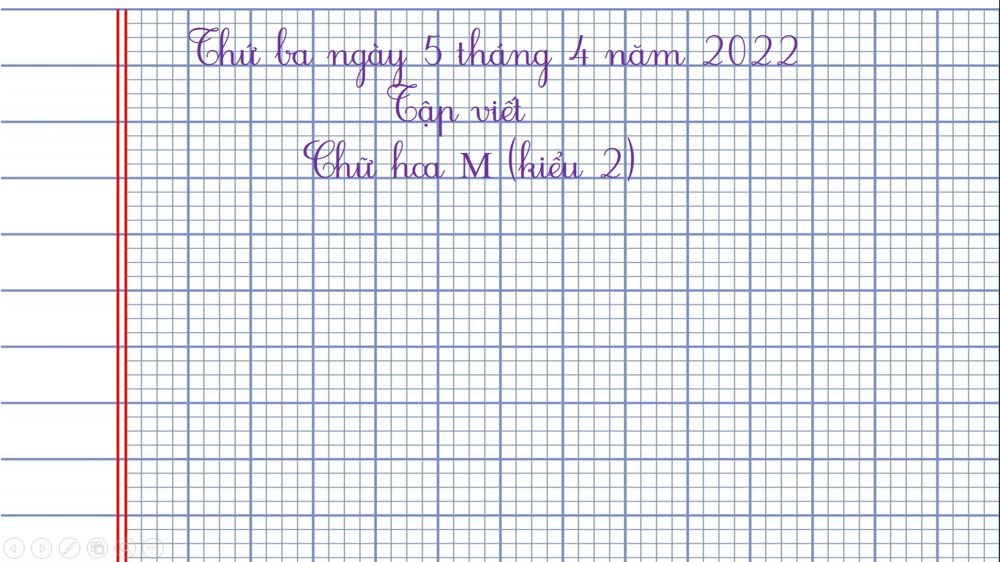 Thứ ba ngày 5 tháng 4 năm 2022
Tập viết
Chữ hoa M (kiểu 2)